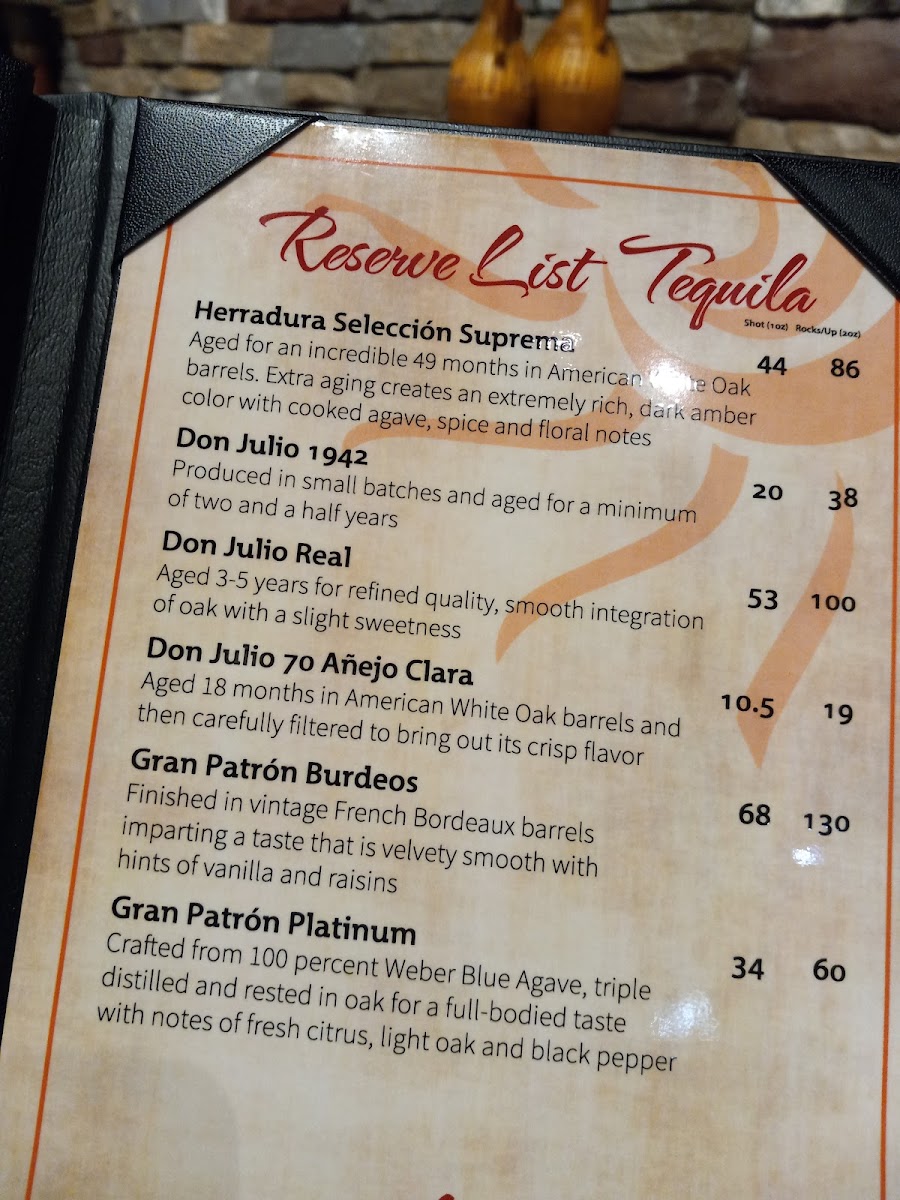 Reserve List Tequila
Shot (1oz) Rocks/Up (2oz)
Herradura Selección Suprema 44 86
Aged for an incredible 49 months in American White Oak
barrels. Extra aging creates an extremely rich, dark amber
color with cooked agave, spice and floral notes
Don Julio 1942 20 38
Produced in small batches and aged for a minimum
of two and a half years
Don Julio Real 53 100
Aged 3-5 years for refined quality, smooth integration
of oak with a slight sweetness
Don Julio 70 Añejo Clara 10.5 19
Aged 18 months in American White Oak barrels and
then carefully filtered to bring out its crisp flavor
Gran Patrón Burdeos 68 130
Finished in vintage French Bordeaux barrels
imparting a taste that is velvety smooth with
hints of vanilla and raisins
Gran Patrón Platinum 34 60
Crafted from 100 percent Weber Blue Agave, triple
distilled and rested in oak for a full-bodied taste
with notes of fresh citrus, light oak and black pepper